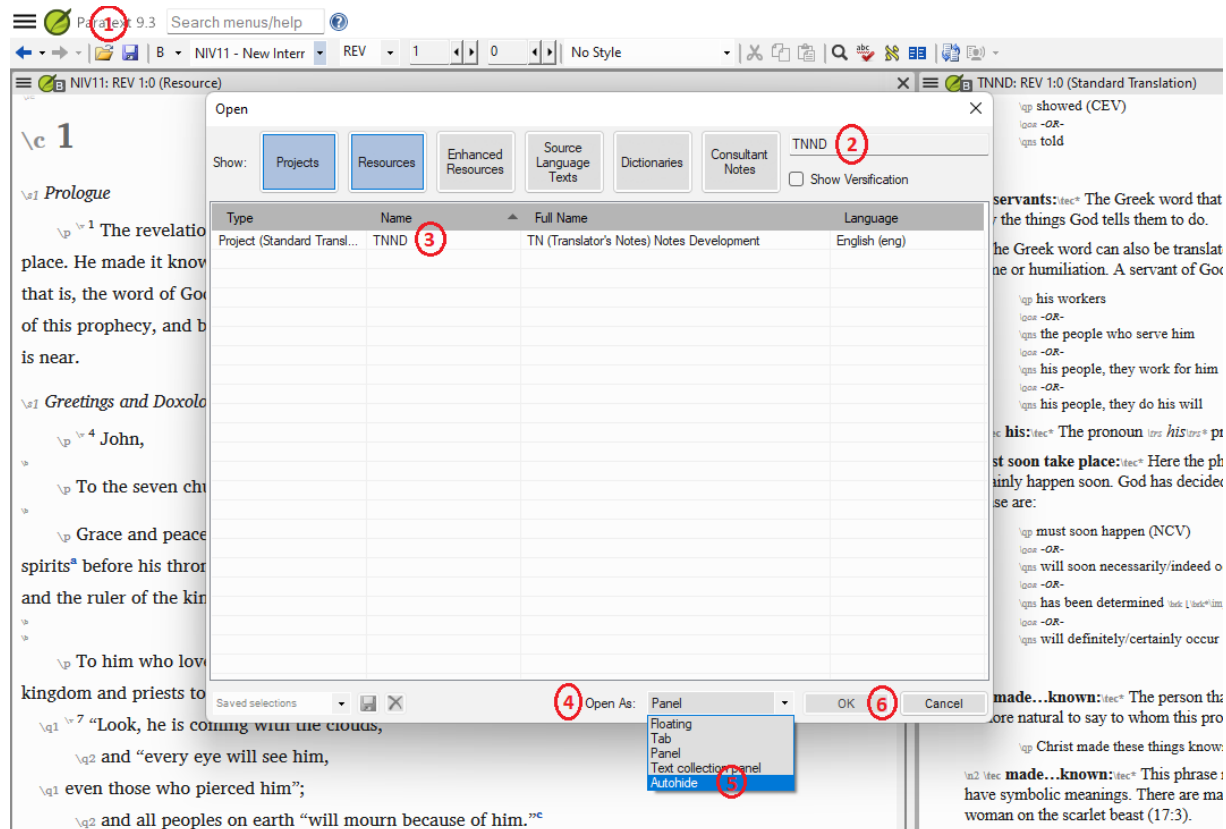 Paratext 9.3 Search menus/help
1
B NIV11 - New Interr REV 1 0 No Style
NIV11: REV 1:0 (Resource)
\c 1
\s1 Prologue
\p \v 1 The revelatio
place. He made it know
that is, the word of Go
of this prophecy, and b
is near.
\s1 Greetings and Doxolo
\p \v 4 John,
\b
\p To the seven chu
\b
\p Grace and peace
spirits a before his thron
and the ruler of the kin
\b
\b
\p To him who love
kingdom and priests to
\q1 \v 7 “Look, he is coming with the clouds,
\q2 and “every eye will see him,
\q1 even those who pierced him”;
\q2 and all peoples on earth “will mourn because of him.”c
Open
Show:
Projects
Resources
Enhanced
Resources
Source
Language
Texts
Dictionaries
Consultant
Notes
TNND 2
Show Versification
Type Name Full Name Language
Project (Standard Transl... TNND 3 TN (Translator's Notes) Notes Development English (eng)
Saved selections
4 Open As: Panel
OK 6 Cancel
Floating
Tab
Panel
Text collection panel
Autohide 5
TNND: REV 1:0 (Standard Translation)
\qp showed (CEV)
-OR-
\qns told
servants:\tec* The Greek word that
the things God tells them to do.
he Greek word can also be translat
me or humiliation. A servant of God
\qp his workers
-OR-
\qns the people who serve him
-OR-
\qns his people, they work for him
-OR-
\qns his people, they do his will
his:\tec* The pronoun \trs his\trs* pr
st soon take place:\tec* Here the ph
ainly happen soon. God has decided
se are:
\qp must soon happen (NCV)
-OR-
\qns will soon necessarily/indeed o
-OR-
\qns has been determined
-OR-
\qns will definitely/certainly occur
made…known:\tec* The person tha
ore natural to say to whom this pro
\qp Christ made these things known
\n2 \tec made…known:\tec* This phrase
have symbolic meanings. There are ma
woman on the scarlet beast (17:3).